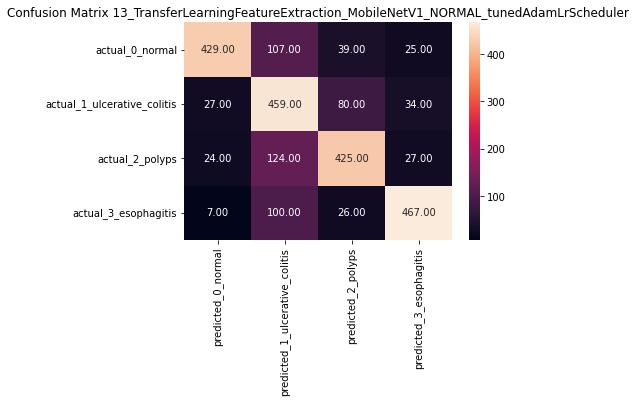 Confusion Matrix 13_TransferLearningFeatureExtraction_MobileNetV1_NORMAL_tunedAdamLrScheduler
actual_0_normal 429.00 107.00 39.00 25.00
actual_1_ulcerative_colitis 27.00 459.00 80.00 34.00
actual_2_polyps 24.00 124.00 425.00 27.00
actual_3_esophagitis 7.00 100.00 26.00 467.00
400
300
200
100
predicted_0_normal
predicted_1_ulcerative_colitis
predicted_2_polyps
predicted_3_esophagitis